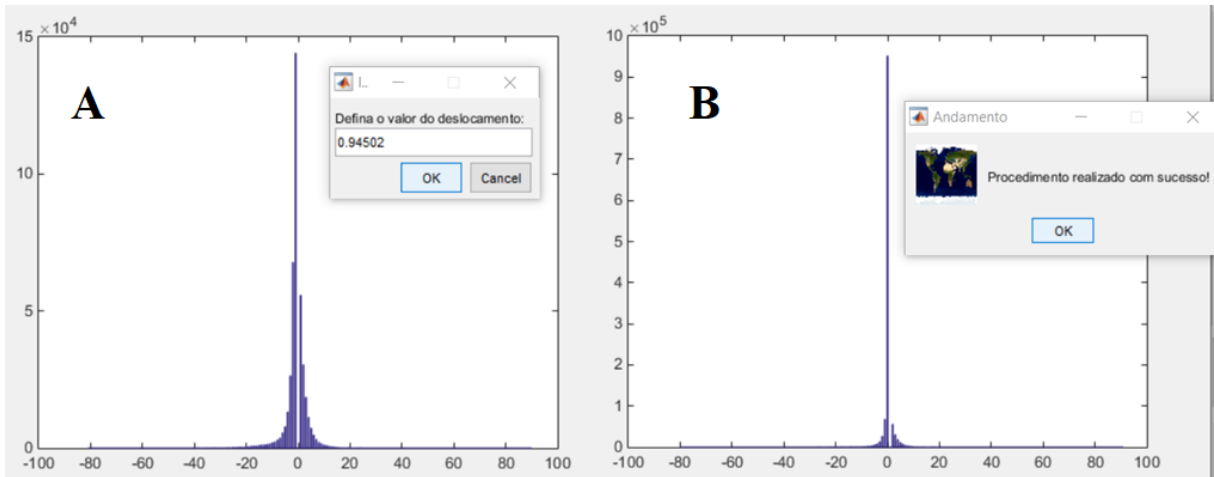 15 ×10⁴
10
5
0
-100 -80 -60 -40 -20 0 20 40 60 80 100
A
I..
Defina o valor do deslocamento:
0.94502
OK Cancel
10 ×10⁵
9
8
7
6
5
4
3
2
1
0
-100 -80 -60 -40 -20 0 20 40 60 80 100
B
Andamento
Procedimento realizado com sucesso!
OK